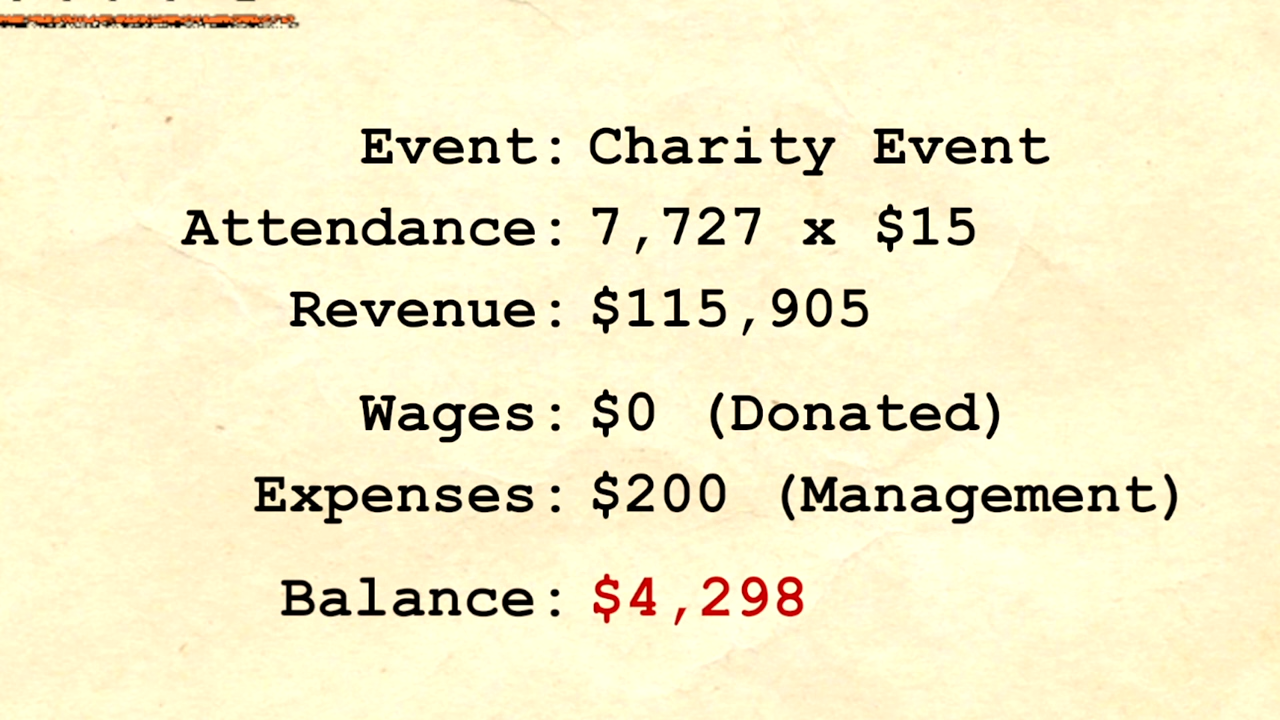 Event: Charity Event
Attendance: 7,727 x $15
Revenue: $115,905
Wages: $0 (Donated)
Expenses: $200 (Management)
Balance: $4,298